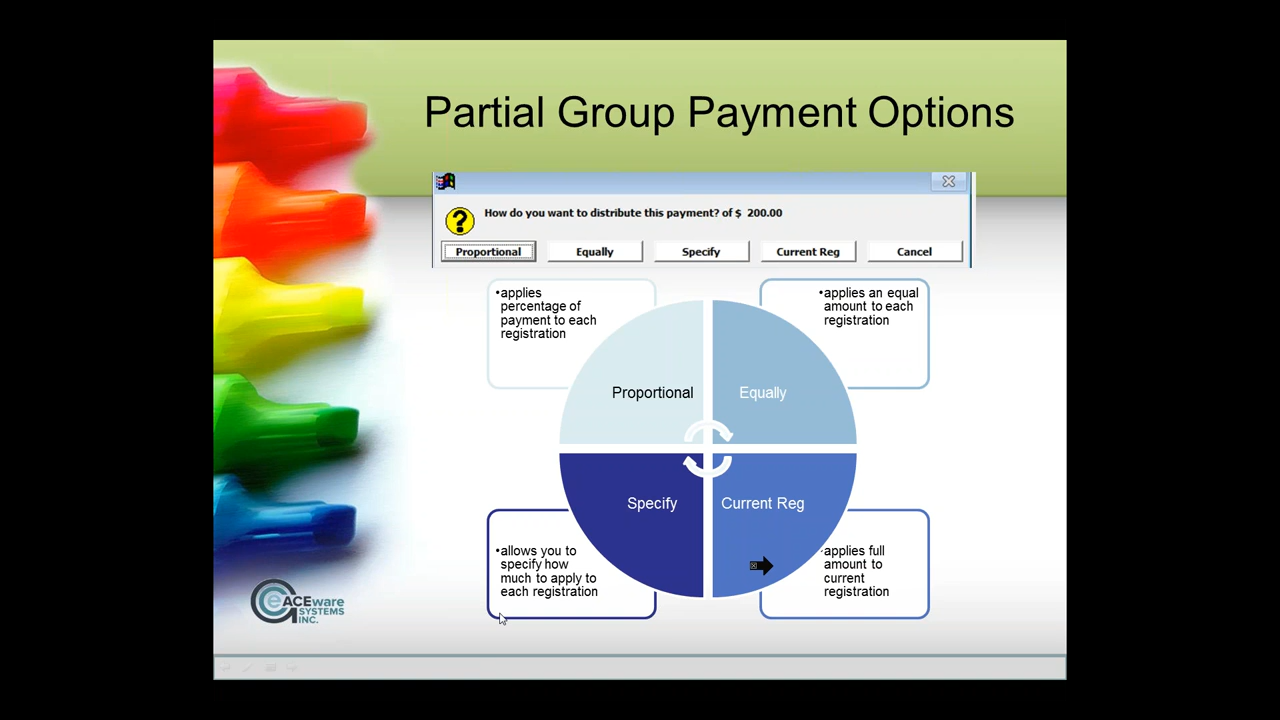 Partial Group Payment Options
How do you want to distribute this payment? of $ 200.00
Proportional
Equally
Specify
Current Reg
Cancel
•applies
percentage of
payment to each
registration
•applies an equal
amount to each
registration
Proportional
Equally
Specify
Current Reg
•allows you to
specify how
much to apply to
each registration
•applies full
amount to
current
registration
eACEware
SYSTEMS
INC.